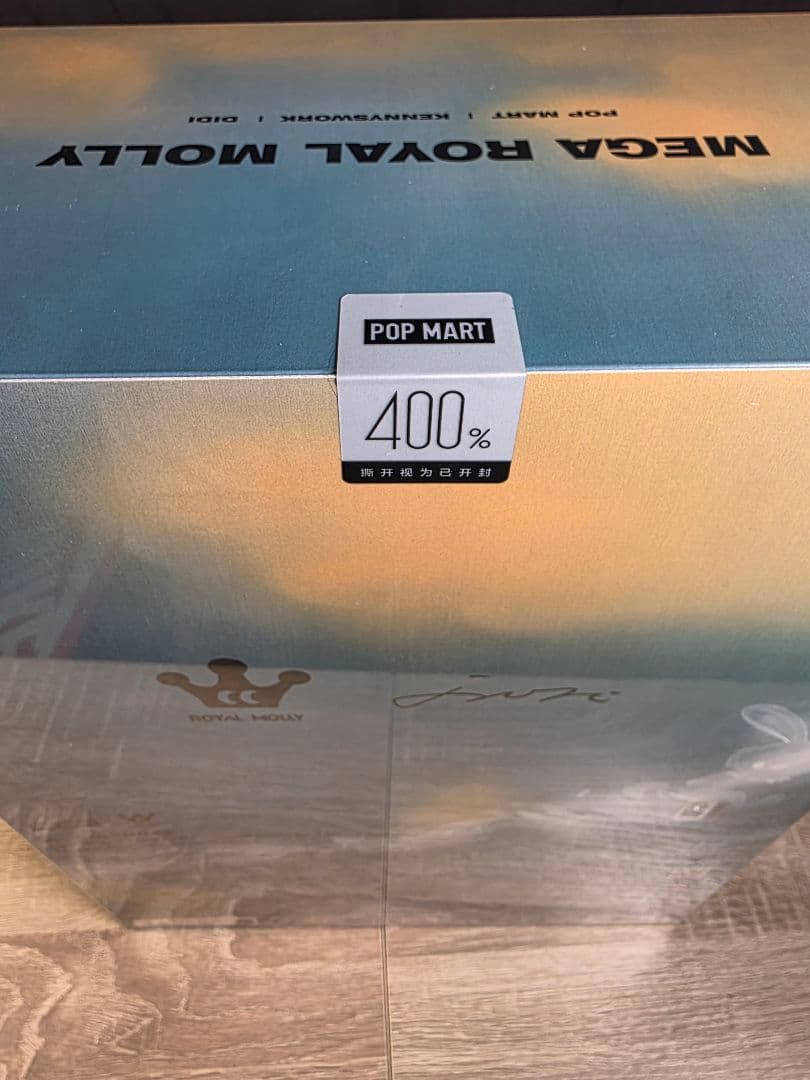 MEGA ROYAL MOLLY
POP MART | KENNYSWORK | DIDI
POP MART
400%
撕开视为已开封
ROYAL MOLLY